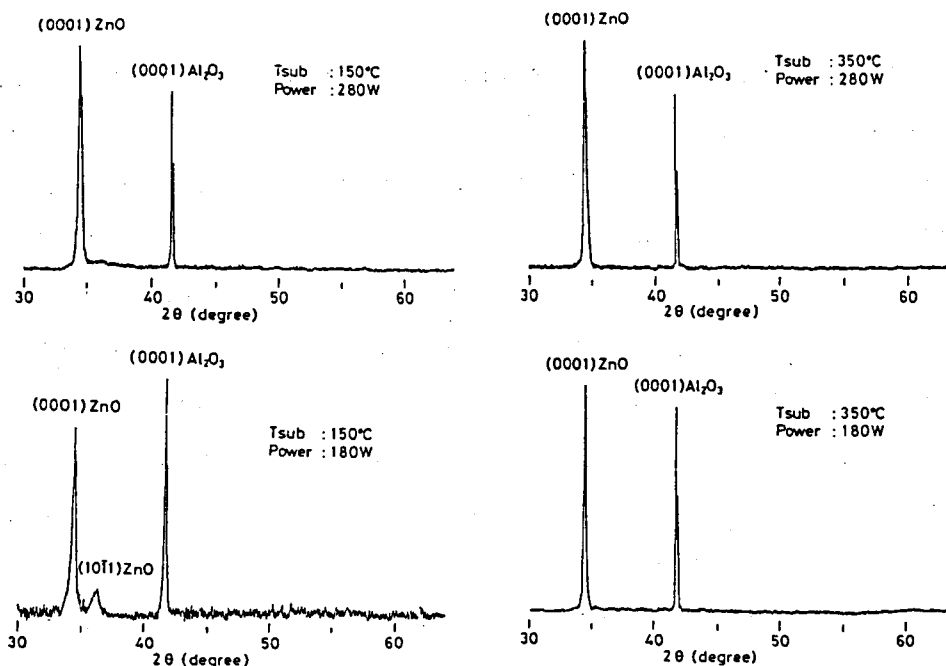 (0001) ZnO
(0001) Al₂O₃
Tsub : 150°C
Power : 280W
30 40 50 60
2θ (degree)
(0001) ZnO
(0001) Al₂O₃
Tsub : 350°C
Power : 280W
30 40 50 60
2θ (degree)
(0001) ZnO
(101̄1) ZnO
(0001) Al₂O₃
Tsub : 150°C
Power : 180W
30 40 50 60
2θ (degree)
(0001) ZnO
(0001) Al₂O₃
Tsub : 350°C
Power : 180W
30 40 50 60
2θ (degree)